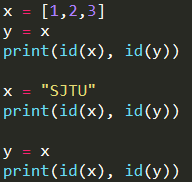 x = [1,2,3]
y = x
print(id(x), id(y))
x = "SJTU"
print(id(x), id(y))
y = x
print(id(x), id(y))